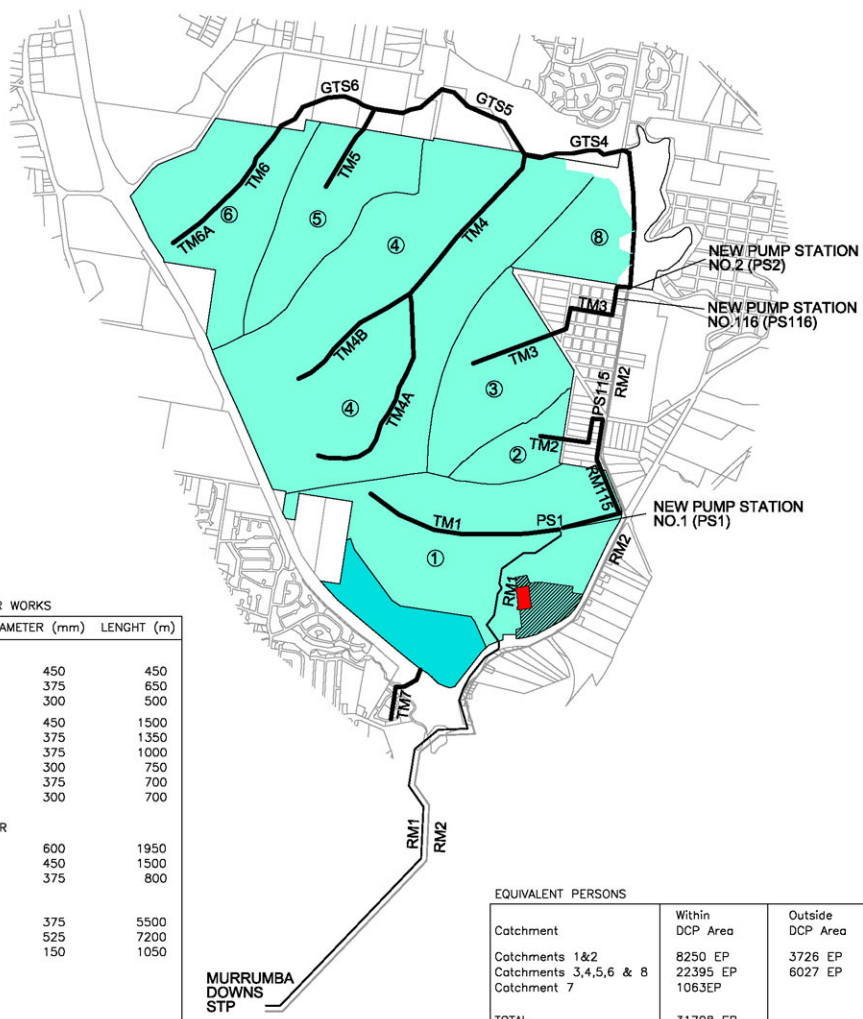 GTS6
GTS5
GTS4
TM6
TM5
TM4
TM6A
⑥
⑤
④
⑧
NEW PUMP STATION
NO.2 (PS2)
TM3
NEW PUMP STATION
NO.116 (PS116)
TM4B
TM3
RM2
③
④
TM4A
PS115
②
TM2
RM115
NEW PUMP STATION
NO.1 (PS1)
TM1
PS1
①
RM1
RM2
TM7
RM1
RM2
MURRUMBA
DOWNS
STP
R WORKS
AMETER (mm) LENGHT (m)
450 450
375 650
300 500
450 1500
375 1350
375 1000
300 750
375 700
300 700
R
600 1950
450 1500
375 800
375 5500
525 7200
150 1050
EQUIVALENT PERSONS
Catchment Within DCP Area Outside DCP Area
Catchments 1&2 8250 EP 3726 EP
Catchments 3,4,5,6 & 8 22395 EP 6027 EP
Catchment 7 1063EP
TOTAL 31708 EP